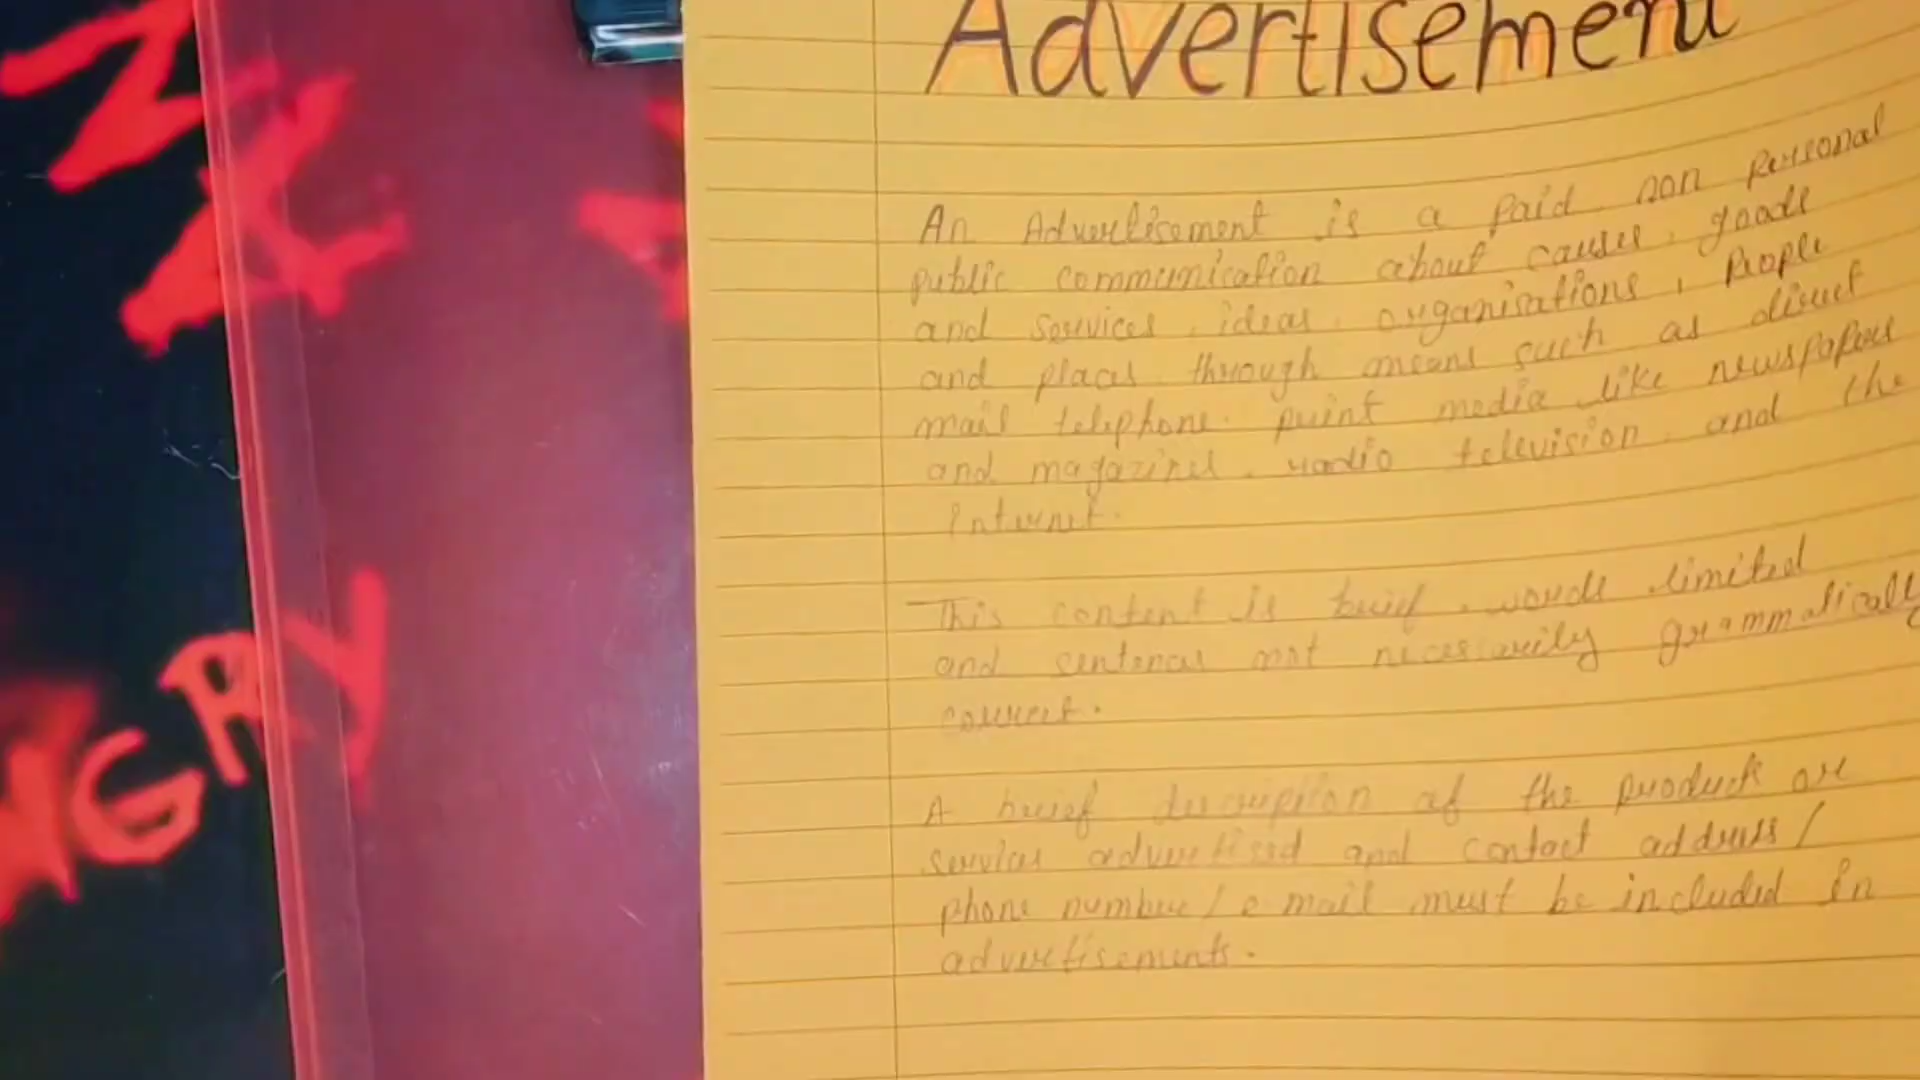 Advertisement
An Advertisement is a paid, non personal
public communication about causes, goods
and services, ideas, organisations, people
and places through means such as direct
mail telephone. print media like newspapers
and magazines, radio television, and the
internet.
This content is brief, words limited
and sentences not necessarily grammatically
correct.
A brief description of the product or
services advertised and contact address/
phone number/e mail must be included in
advertisements.
NGRY